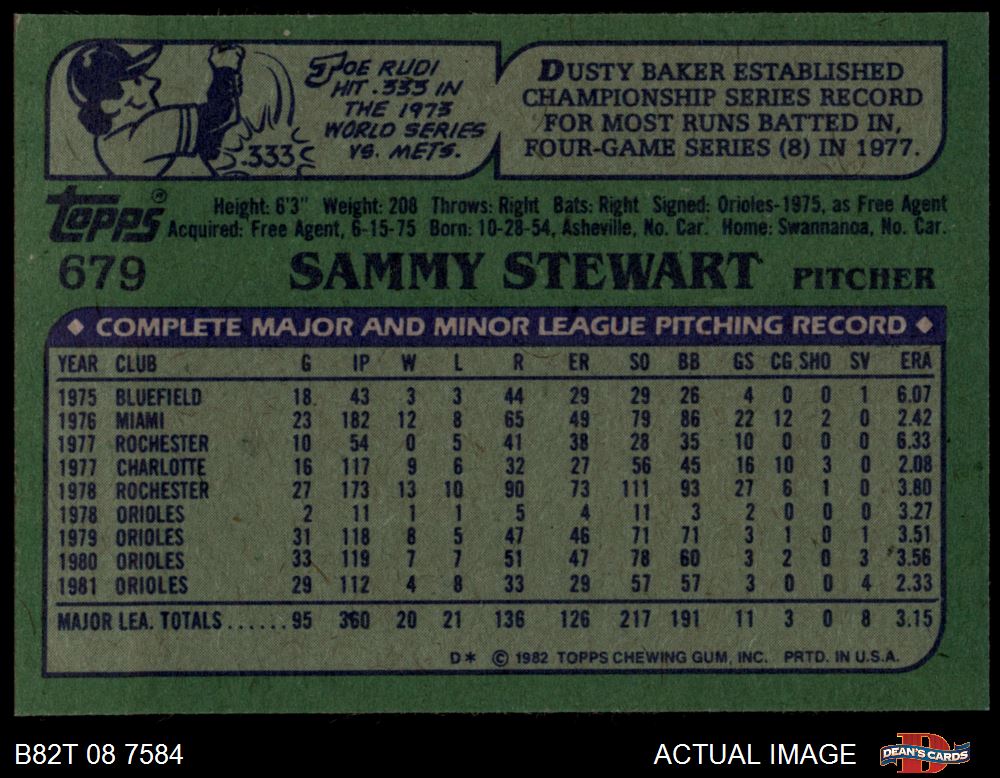 JOE RUDI
HIT .333 IN
THE 1973
WORLD SERIES
VS. METS.
.333
DUSTY BAKER ESTABLISHED
CHAMPIONSHIP SERIES RECORD
FOR MOST RUNS BATTED IN,
FOUR-GAME SERIES (8) IN 1977.
Topps®
Height: 6'3" Weight: 208 Throws: Right Bats: Right Signed: Orioles-1975, as Free Agent
Acquired: Free Agent, 6-15-75 Born: 10-28-54, Asheville, No. Car. Home: Swannanoa, No. Car.
679 SAMMY STEWART PITCHER
◆ COMPLETE MAJOR AND MINOR LEAGUE PITCHING RECORD ◆
YEAR CLUB G IP W L R ER SO BB GS CG SHO SV ERA
1975 BLUEFIELD 18 43 3 3 44 29 29 26 4 0 0 1 6.07
1976 MIAMI 23 182 12 8 65 49 79 86 22 12 2 0 2.42
1977 ROCHESTER 10 54 0 5 41 38 28 35 10 0 0 0 6.33
1977 CHARLOTTE 16 117 9 6 32 27 56 45 16 10 3 0 2.08
1978 ROCHESTER 27 173 13 10 90 73 111 93 27 6 1 0 3.80
1978 ORIOLES 2 11 1 1 5 4 11 3 2 0 0 0 3.27
1979 ORIOLES 31 118 8 5 47 46 71 71 3 1 0 1 3.51
1980 ORIOLES 33 119 7 7 51 47 78 60 3 2 0 3 3.56
1981 ORIOLES 29 112 4 8 33 29 57 57 3 0 0 4 2.33
MAJOR LEA. TOTALS......95 360 20 21 136 126 217 191 11 3 0 8 3.15
D* © 1982 TOPPS CHEWING GUM, INC. PRTD. IN U.S.A.
B82T 08 7584 ACTUAL IMAGE DEAN'S CARDS